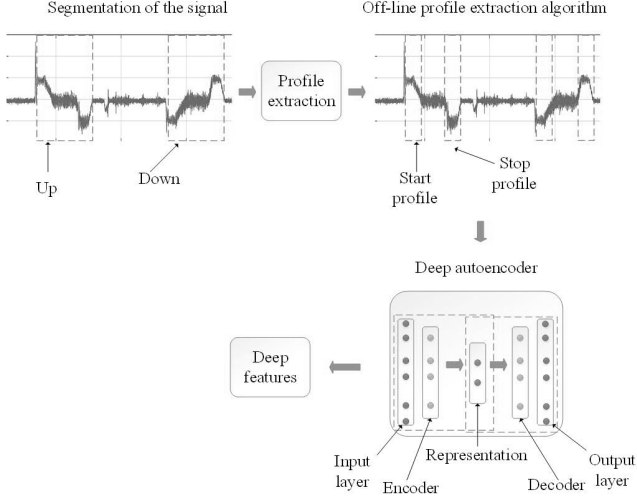 Segmentation of the signal
Off-line profile extraction algorithm
Profile
extraction
Up
Down
Start
profile
Stop
profile
Deep autoencoder
Deep
features
Input
layer
Encoder
Representation
Decoder
Output
layer